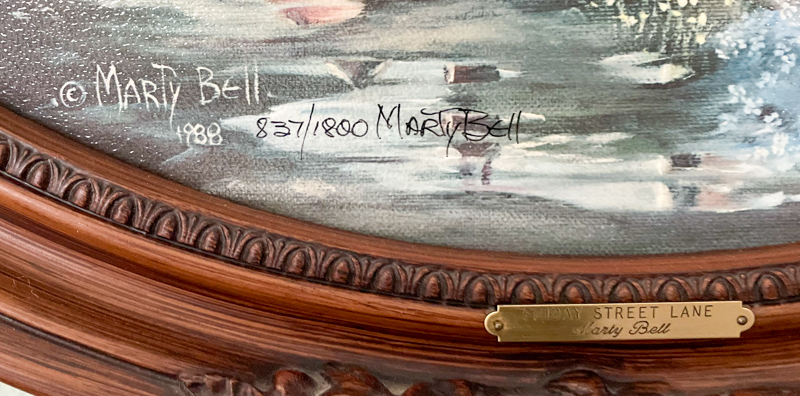 © MARTY BEll.
1988
837/1800 MARTY BEll
STREET LANE
Marty Bell